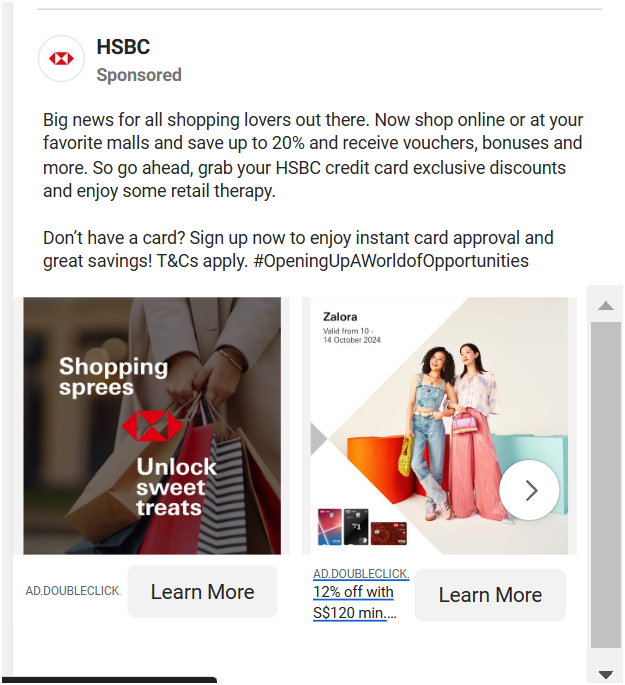 HSBC
Sponsored
Big news for all shopping lovers out there. Now shop online or at your
favorite malls and save up to 20% and receive vouchers, bonuses and
more. So go ahead, grab your HSBC credit card exclusive discounts
and enjoy some retail therapy.
Don’t have a card? Sign up now to enjoy instant card approval and
great savings! T&Cs apply. #OpeningUpAWorldofOpportunities
Shopping
sprees
Unlock
sweet
treats
AD.DOUBLECLICK.
Learn More
Zalora
Valid from 10 -
14 October 2024
AD.DOUBLECLICK.
12% off with
S$120 min....
Learn More